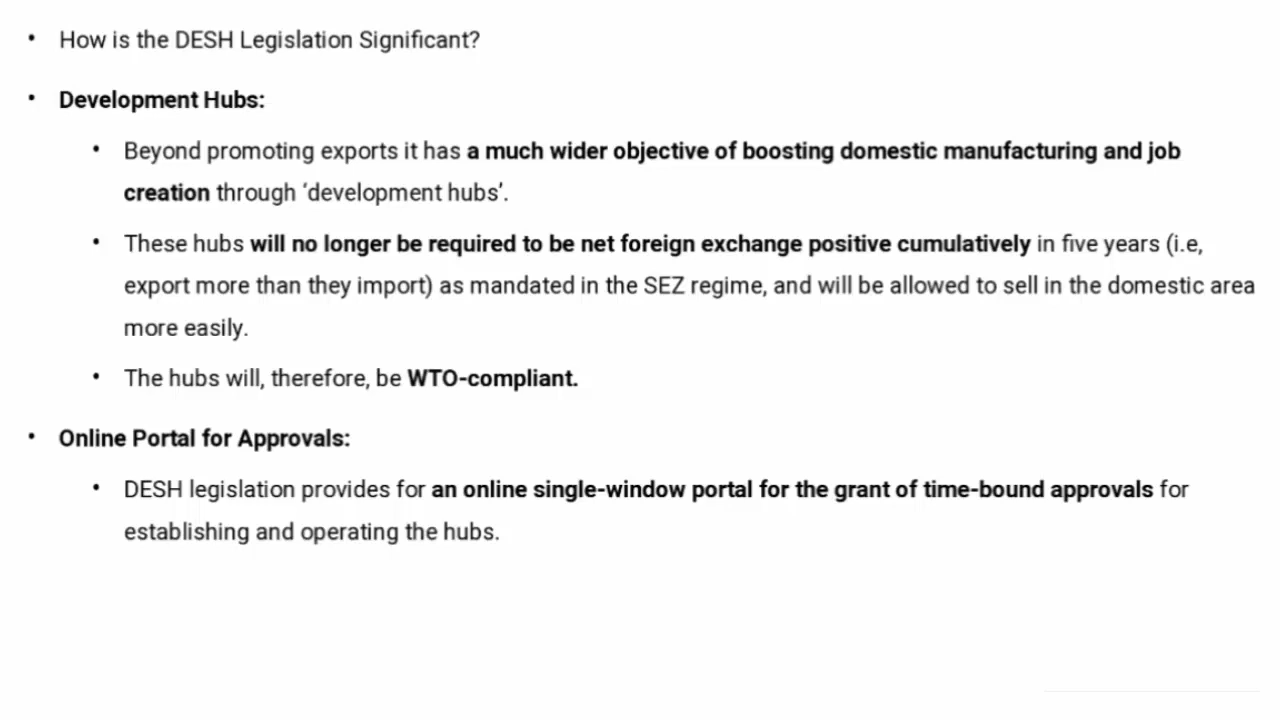 • How is the DESH Legislation Significant?
• Development Hubs:
• Beyond promoting exports it has a much wider objective of boosting domestic manufacturing and job
creation through ‘development hubs’.
• These hubs will no longer be required to be net foreign exchange positive cumulatively in five years (i.e,
export more than they import) as mandated in the SEZ regime, and will be allowed to sell in the domestic area
more easily.
• The hubs will, therefore, be WTO-compliant.
• Online Portal for Approvals:
• DESH legislation provides for an online single-window portal for the grant of time-bound approvals for
establishing and operating the hubs.